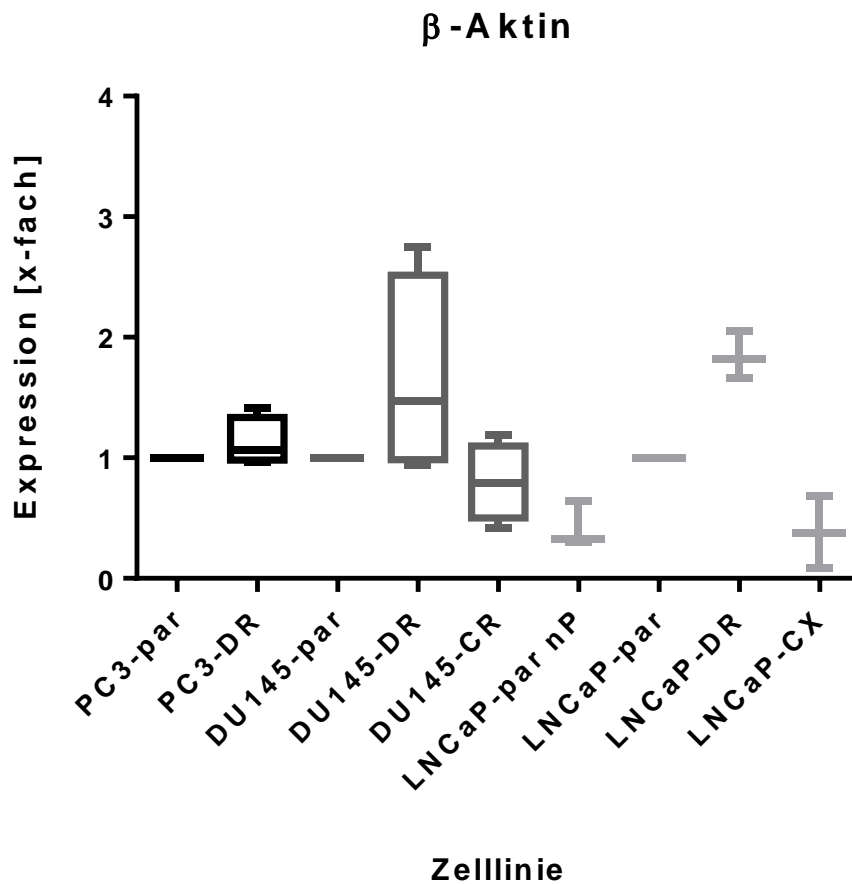 β-Aktin
Expression [x-fach]
4
3
2
1
0
PC3-par
PC3-DR
DU145-par
DU145-DR
DU145-CR
LNCaP-par nP
LNCaP-par
LNCaP-DR
LNCaP-CX
Zelllinie